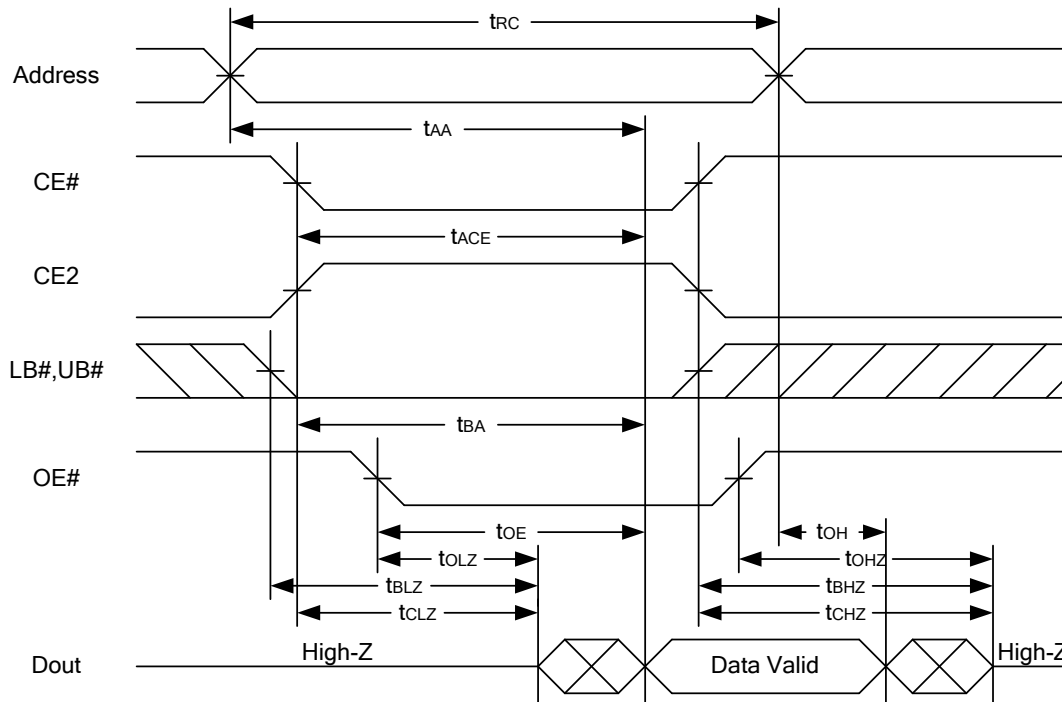 tRC
Address
tAA
CE#
tACE
CE2
LB#,UB#
tBA
OE#
tOE
tOH
tOLZ
tOHZ
tBLZ
tBHZ
tCLZ
tCHZ
Dout
High-Z
Data Valid
High-Z